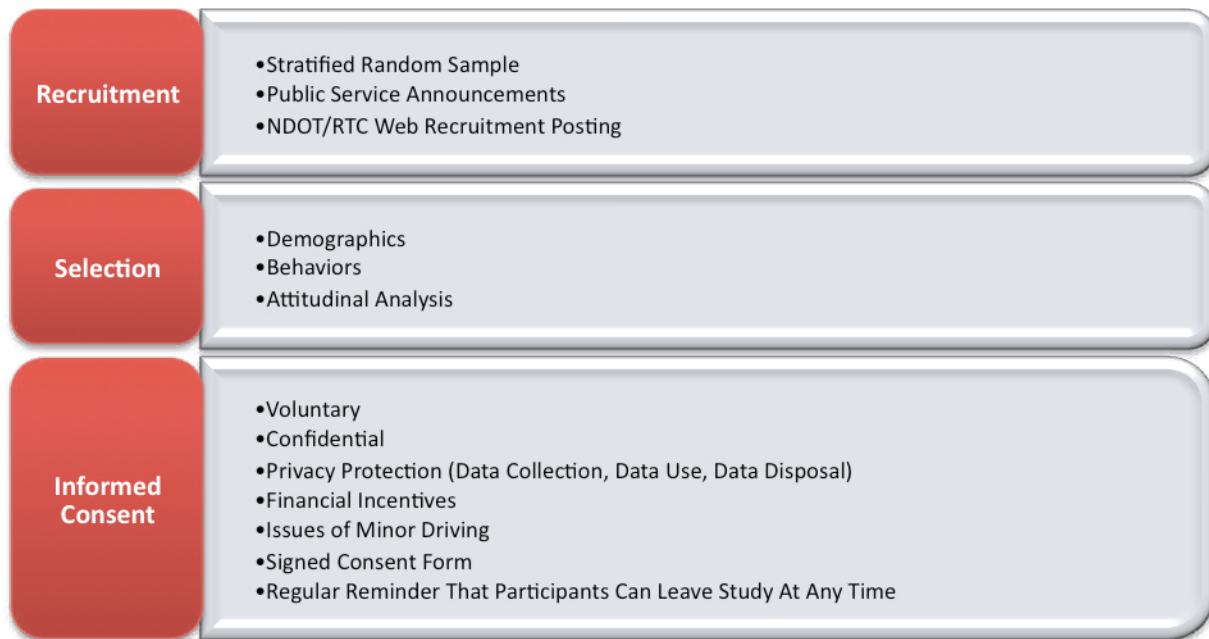 Recruitment
•Stratified Random Sample
•Public Service Announcements
•NDOT/RTC Web Recruitment Posting
Selection
•Demographics
•Behaviors
•Attitudinal Analysis
Informed
Consent
•Voluntary
•Confidential
•Privacy Protection (Data Collection, Data Use, Data Disposal)
•Financial Incentives
•Issues of Minor Driving
•Signed Consent Form
•Regular Reminder That Participants Can Leave Study At Any Time